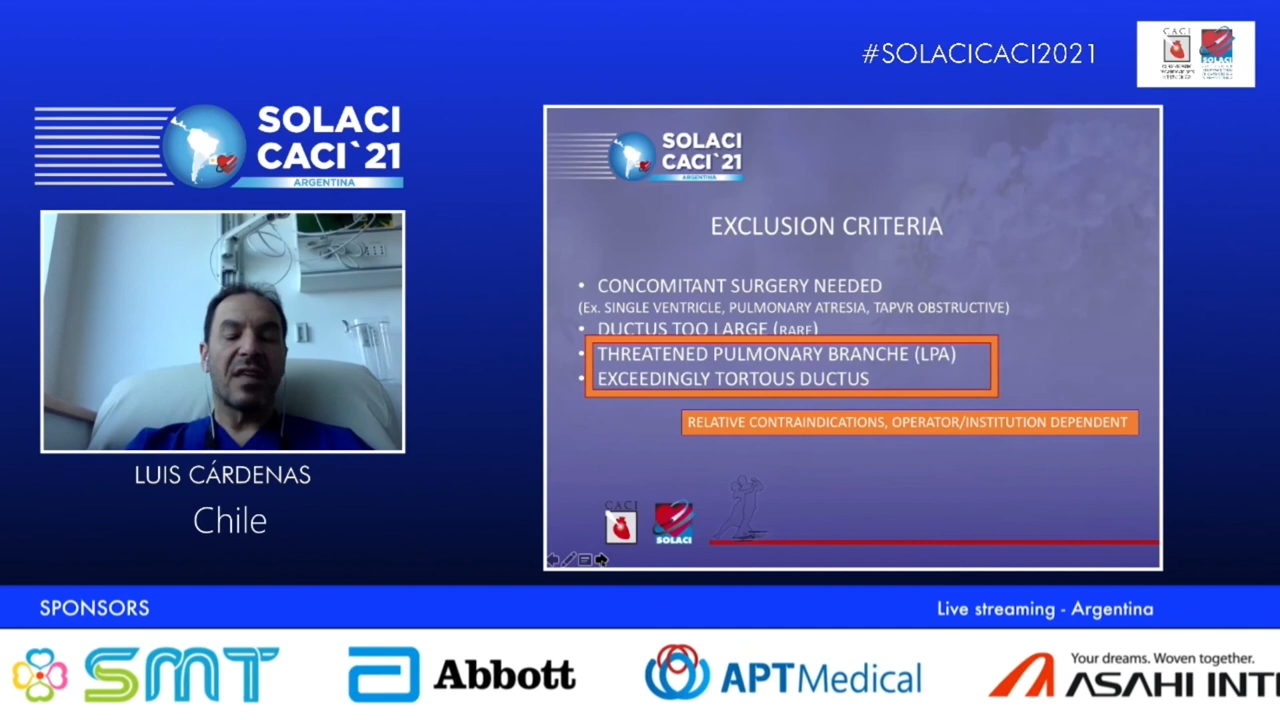 #SOLACICACI2021
CACI
SOLACI
SOLACI
CACI`21
ARGENTINA
LUIS CÁRDENAS
Chile
SOLACI
CACI`21
ARGENTINA
EXCLUSION CRITERIA
• CONCOMITANT SURGERY NEEDED
(EX. SINGLE VENTRICLE, PULMONARY ATRESIA, TAPVR OBSTRUCTIVE)
• DUCTUS TOO LARGE (RARE)
• THREATENED PULMONARY BRANCHE (LPA)
• EXCEEDINGLY TORTOUS DUCTUS
RELATIVE CONTRAINDICATIONS, OPERATOR/INSTITUTION DEPENDENT
CACI
SOLACI
SPONSORS
Live streaming - Argentina
SMT
Abbott
APTMedical
Your dreams. Woven together.
ASAHI INT